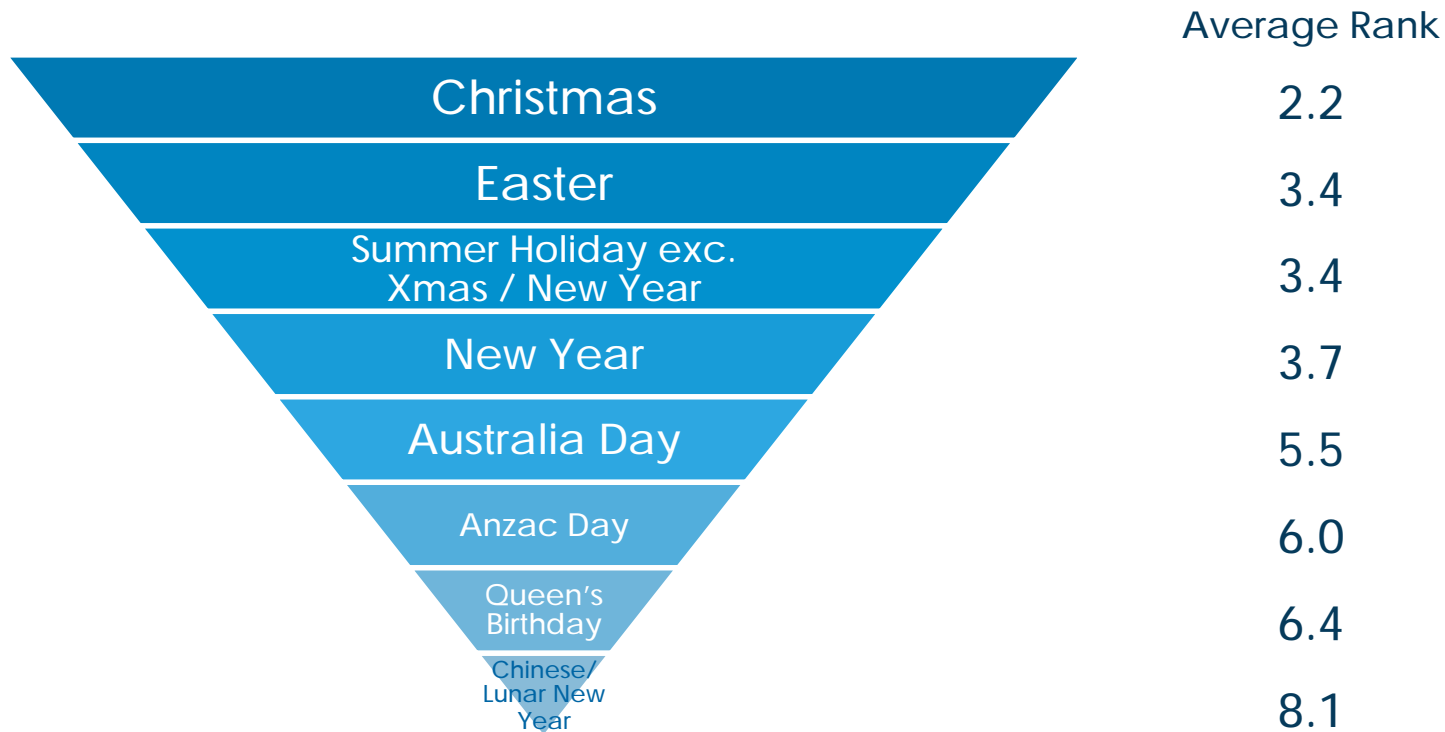 Average Rank
Christmas
2.2
Easter
3.4
Summer Holiday exc.
Xmas / New Year
3.4
New Year
3.7
Australia Day
5.5
Anzac Day
6.0
Queen’s
Birthday
6.4
Chinese/
Lunar New
Year
8.1